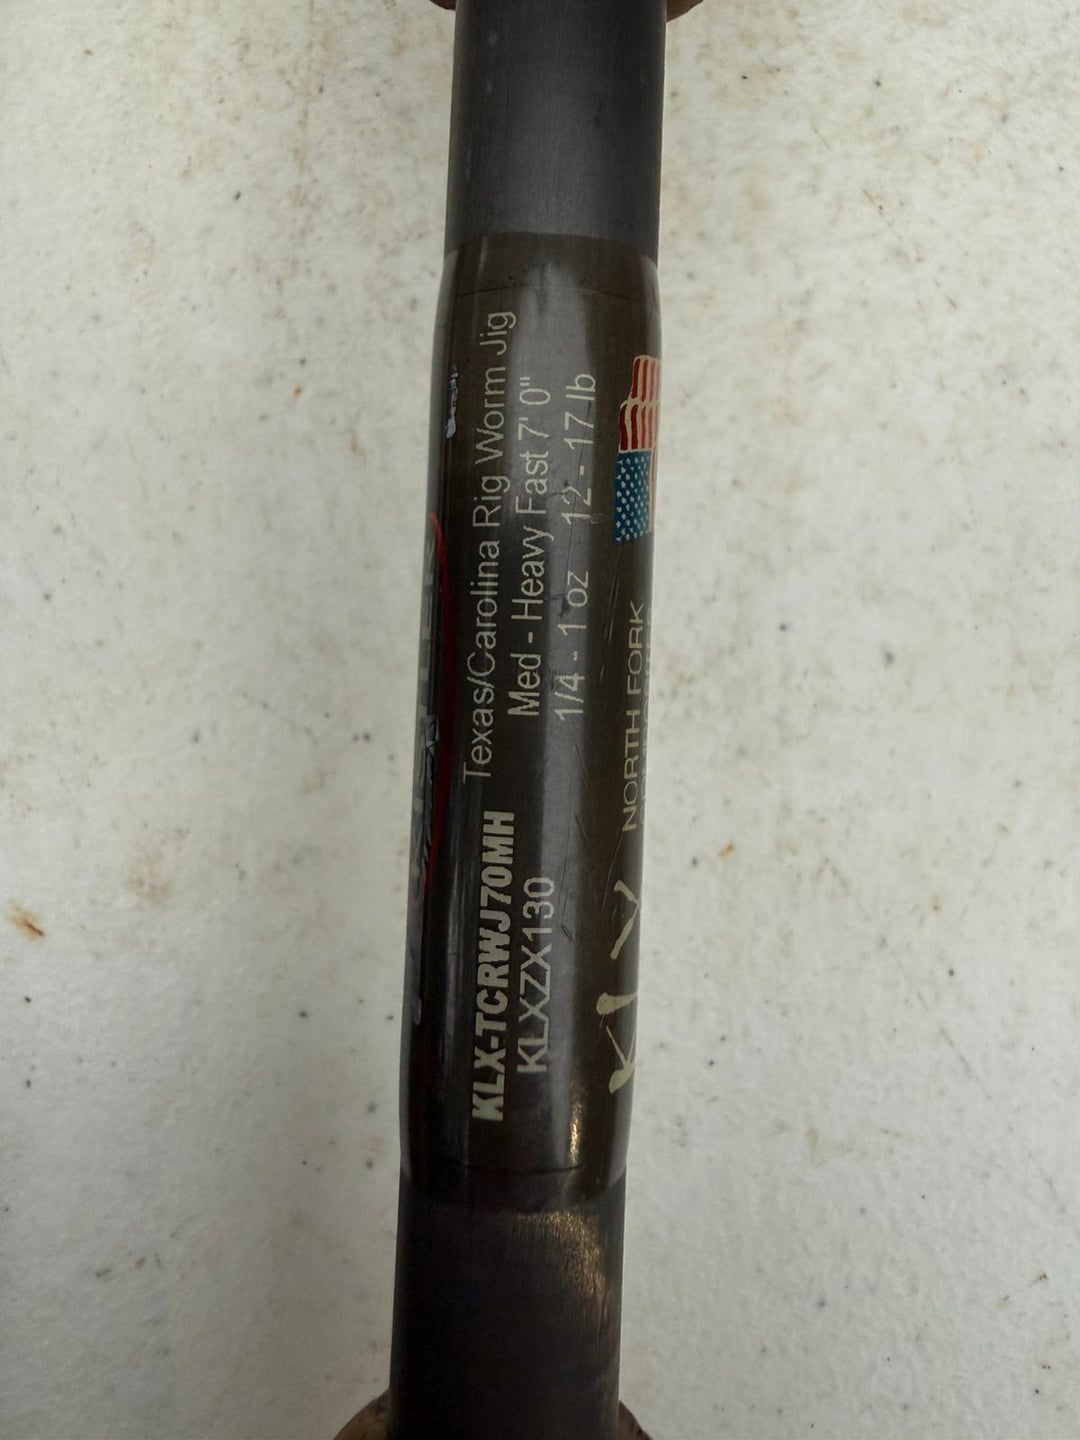 Texas/Carolina Rig Worm Jig
Med - Heavy Fast 7' 0"
1/4 - 1 oz 12 - 17 lb
KLX-TCRWJ70MH
KLXZX130
NORTH FORK